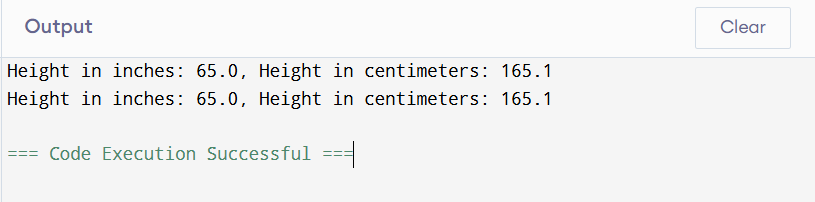 Output
Clear
Height in inches: 65.0, Height in centimeters: 165.1
Height in inches: 65.0, Height in centimeters: 165.1
=== Code Execution Successful ===